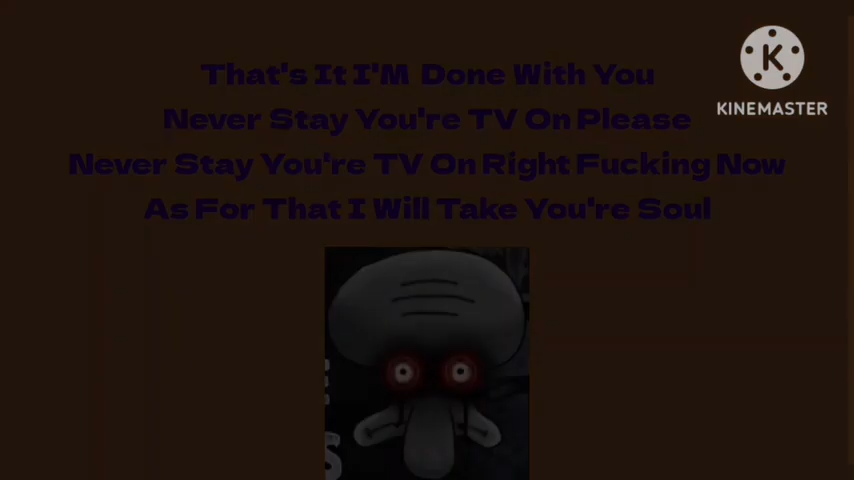 That's It I'M Done With You
Never Stay You're TV On Please
Never Stay You're TV On Right Fucking Now
As For That I Will Take You're Soul
K
KINEMASTER
S